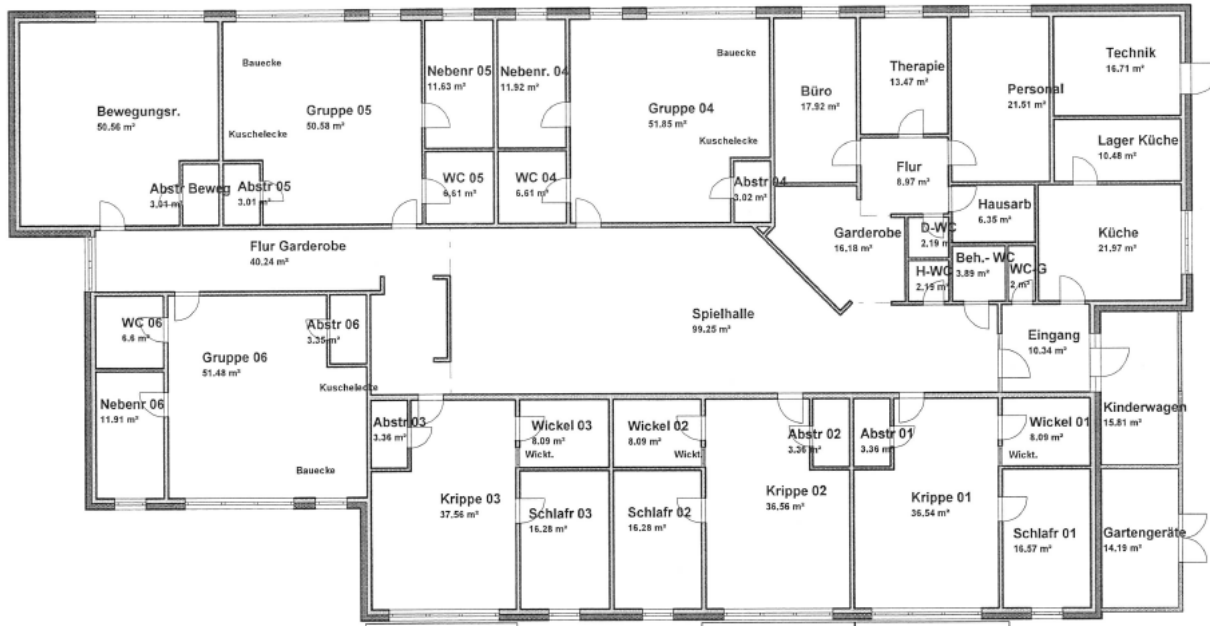 Bewegungsr.
50.56 m²
Abstr Beweg
3.01 m²
Bauecke
Gruppe 05
50.58 m²
Kuschelecke
Abstr 05
3.01 m²
Nebenr 05
11.63 m²
WC 05
6.61 m²
Nebenr. 04
11.92 m²
WC 04
6.61 m²
Bauecke
Gruppe 04
51.85 m²
Kuschelecke
Abstr 04
3.02 m²
Büro
17.92 m²
Therapie
13.47 m²
Personal
21.51 m²
Technik
16.71 m²
Lager Küche
10.48 m²
Flur
8.97 m²
Hausarb
6.35 m²
Küche
21.97 m²
Garderobe
16.18 m²
D-WC
2.19 m²
H-WC
2.19 m²
Beh.- WC
3.89 m²
WC-G
2 m²
Flur Garderobe
40.24 m²
Spielhalle
99.25 m²
Eingang
10.34 m²
WC 06
6.6 m²
Gruppe 06
51.48 m²
Abstr 06
3.35 m²
Kuschelecke
Nebenr 06
11.91 m²
Bauecke
Abstr 03
3.36 m²
Krippe 03
37.56 m²
Wickel 03
8.09 m²
Wickt.
Schlafr 03
16.28 m²
Wickel 02
8.09 m²
Wickt.
Schlafr 02
16.28 m²
Abstr 02
3.36 m²
Krippe 02
36.56 m²
Abstr 01
3.36 m²
Krippe 01
36.54 m²
Wickel 01
8.09 m²
Wickt.
Schlafr 01
16.57 m²
Kinderwagen
15.81 m²
Gartengeräte
14.19 m²